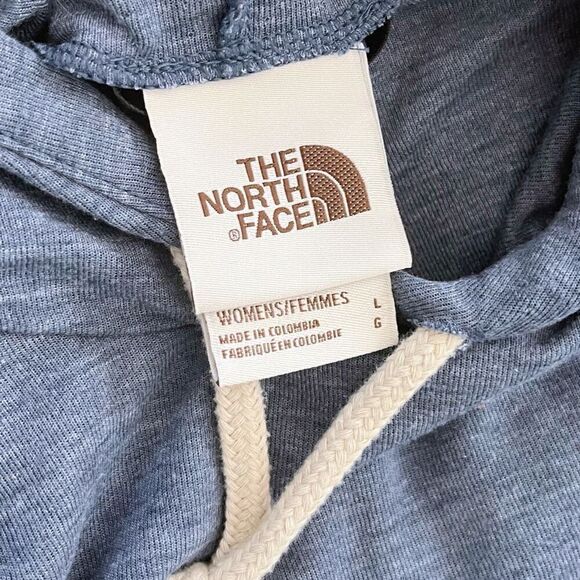 THE
NORTH
® FACE
WOMENS/FEMMES L
MADE IN COLOMBIA G
FABRIQUÉ EN COLOMBIE